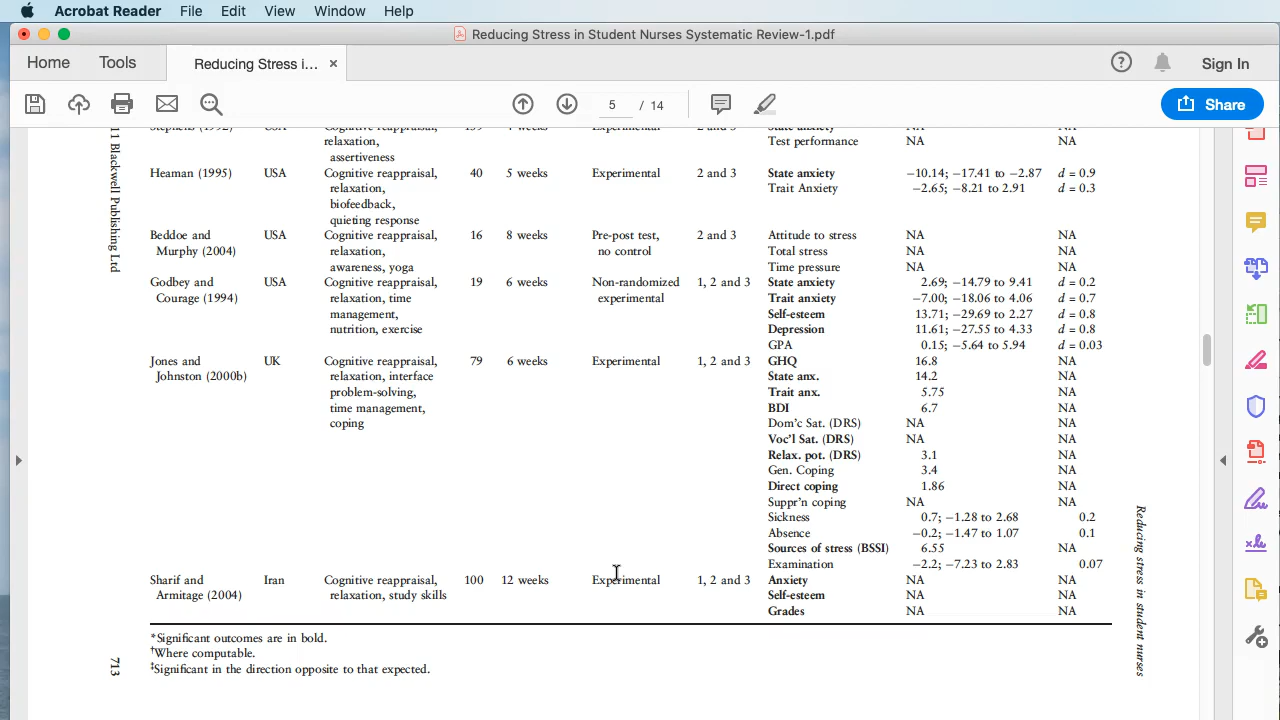 Acrobat Reader File Edit View Window Help
Reducing Stress in Student Nurses Systematic Review-1.pdf
Home Tools Reducing Stress i... × Sign In
5 / 14 Share
Stephens (1992) USA Cognitive reappraisal, 159 4 weeks Experimental 2 and 3 State anxiety NA NA
relaxation, Test performance NA NA
assertiveness
Heaman (1995) USA Cognitive reappraisal, 40 5 weeks Experimental 2 and 3 State anxiety −10.14; −17.41 to −2.87 d = 0.9
relaxation, Trait Anxiety −2.65; −8.21 to 2.91 d = 0.3
biofeedback,
quieting response
Beddoe and USA Cognitive reappraisal, 16 8 weeks Pre-post test, 2 and 3 Attitude to stress NA NA
Murphy (2004) relaxation, no control Total stress NA NA
awareness, yoga Time pressure NA NA
Godbey and USA Cognitive reappraisal, 19 6 weeks Non-randomized 1, 2 and 3 State anxiety 2.69; −14.79 to 9.41 d = 0.2
Courage (1994) relaxation, time experimental Trait anxiety −7.00; −18.06 to 4.06 d = 0.7
management, Self-esteem 13.71; −29.69 to 2.27 d = 0.8
nutrition, exercise Depression 11.61; −27.55 to 4.33 d = 0.8
GPA 0.15; −5.64 to 5.94 d = 0.03
Jones and UK Cognitive reappraisal, 79 6 weeks Experimental 1, 2 and 3 GHQ 16.8 NA
Johnston (2000b) relaxation, interface State anx. 14.2 NA
problem-solving, Trait anx. 5.75 NA
time management, BDI 6.7 NA
coping Dom'c Sat. (DRS) NA NA
Voc'l Sat. (DRS) NA NA
Relax. pot. (DRS) 3.1 NA
Gen. Coping 3.4 NA
Direct coping 1.86 NA
Suppr'n coping NA NA
Sickness 0.7; −1.28 to 2.68 0.2
Absence −0.2; −1.47 to 1.07 0.1
Sources of stress (BSSI) 6.55 NA
Examination −2.2; −7.23 to 2.83 0.07
Sharif and Iran Cognitive reappraisal, 100 12 weeks Experimental 1, 2 and 3 Anxiety NA NA
Armitage (2004) relaxation, study skills Self-esteem NA NA
Grades NA NA
*Significant outcomes are in bold.
†Where computable.
‡Significant in the direction opposite to that expected.
11 Blackwell Publishing Ltd
713
Reducing stress in student nurses